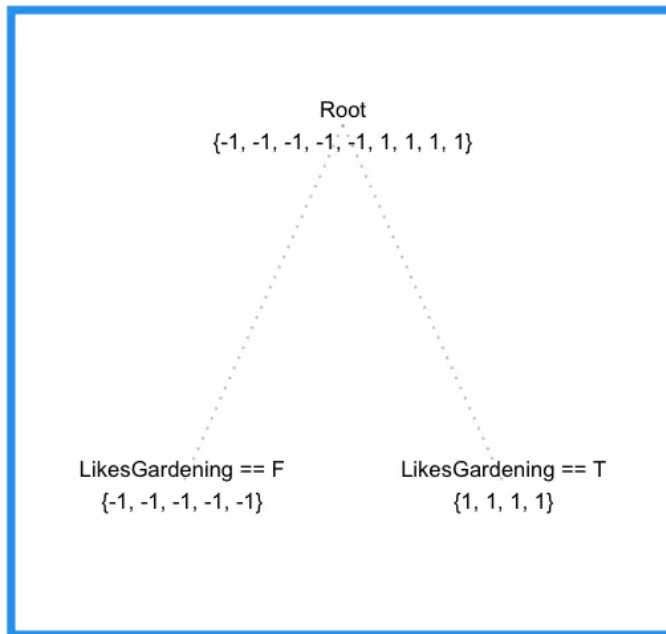 Root
{-1, -1, -1, -1, -1, 1, 1, 1, 1}
LikesGardening == F
{-1, -1, -1, -1, -1}
LikesGardening == T
{1, 1, 1, 1}